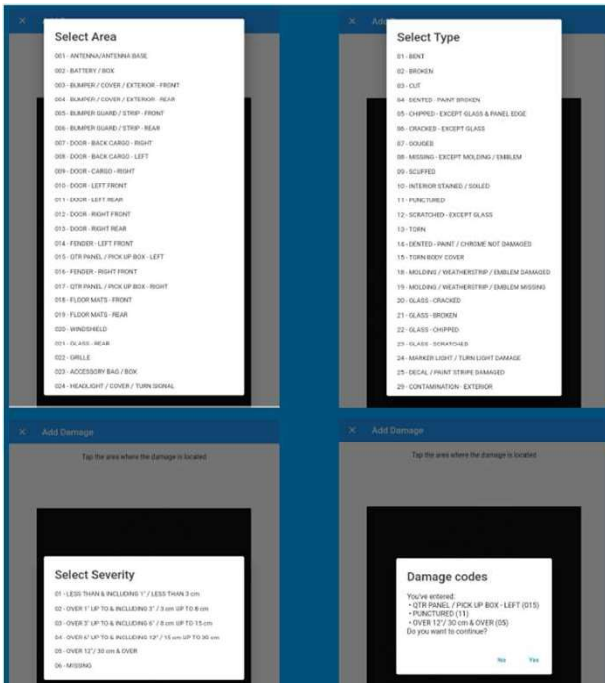 Select Area
001 - ANTENNA/ANTENNA BASE
002 - BATTERY / BOX
003 - BUMPER / COVER / EXTERIOR - FRONT
004 - BUMPER / COVER / EXTERIOR - REAR
005 - BUMPER GUARD / STRIP - FRONT
006 - BUMPER GUARD / STRIP - REAR
007 - DOOR - BACK CARGO - RIGHT
008 - DOOR - BACK CARGO - LEFT
009 - DOOR - CARGO - RIGHT
010 - DOOR - LEFT FRONT
011 - DOOR - LEFT REAR
012 - DOOR - RIGHT FRONT
013 - DOOR - RIGHT REAR
014 - FENDER - LEFT FRONT
015 - QTR PANEL / PICK UP BOX - LEFT
016 - FENDER - RIGHT FRONT
017 - QTR PANEL / PICK UP BOX - RIGHT
018 - FLOOR MATS - FRONT
019 - FLOOR MATS - REAR
020 - WINDSHIELD
021 - GLASS - REAR
022 - GRILLE
023 - ACCESSORY BAG / BOX
024 - HEADLIGHT / COVER / TURN SIGNAL
Select Type
01 - BENT
02 - BROKEN
03 - CUT
04 - DENTED - PAINT BROKEN
05 - CHIPPED - EXCEPT GLASS & PANEL EDGE
06 - CRACKED - EXCEPT GLASS
07 - GOUGED
08 - MISSING - EXCEPT MOLDING / EMBLEM
09 - SCUFFED
10 - INTERIOR STAINED / SOILED
11 - PUNCTURED
12 - SCRATCHED - EXCEPT GLASS
13 - TORN
14 - DENTED - PAINT / CHROME NOT DAMAGED
15 - TORN BODY COVER
18 - MOLDING / WEATHERSTRIP / EMBLEM DAMAGED
19 - MOLDING / WEATHERSTRIP / EMBLEM MISSING
20 - GLASS - CRACKED
21 - GLASS - BROKEN
22 - GLASS - CHIPPED
23 - GLASS - SCRATCHED
24 - MARKER LIGHT / TURN LIGHT DAMAGE
25 - DECAL / PAINT STRIPE DAMAGED
29 - CONTAMINATION - EXTERIOR
Add Damage
Tap the area where the damage is located
Select Severity
01 - LESS THAN & INCLUDING 1" / LESS THAN 3 cm
02 - OVER 1" UP TO & INCLUDING 3" / 3 cm UP TO 8 cm
03 - OVER 3" UP TO & INCLUDING 6" / 8 cm UP TO 15 cm
04 - OVER 6" UP TO & INCLUDING 12" / 15 cm UP TO 30 cm
05 - OVER 12"/ 30 cm & OVER
06 - MISSING
Add Damage
Tap the area where the damage is located
Damage codes
You've entered:
• QTR PANEL / PICK UP BOX - LEFT (015)
• PUNCTURED (11)
• OVER 12"/ 30 cm & OVER (05)
Do you want to continue?
No Yes